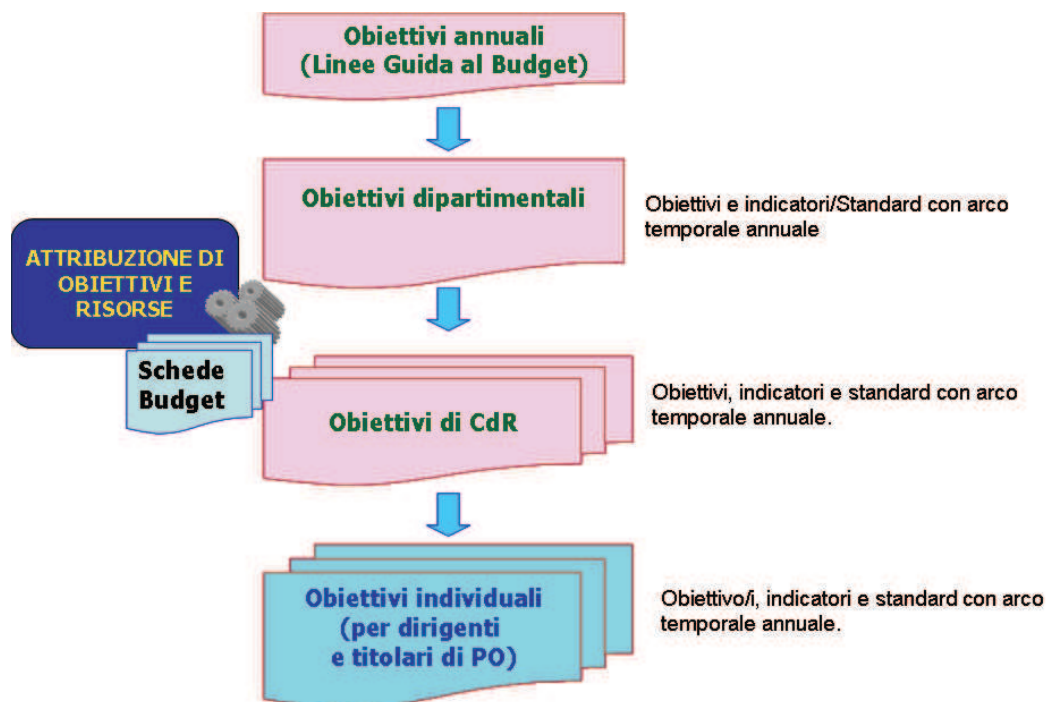 Obiettivi annuali
(Linee Guida al Budget)
Obiettivi dipartimentali
Obiettivi e indicatori/Standard con arco
temporale annuale
ATTRIBUZIONE DI
OBIETTIVI E
RISORSE
Schede
Budget
Obiettivi di CdR
Obiettivi, indicatori e standard con arco
temporale annuale.
Obiettivi individuali
(per dirigenti
e titolari di PO)
Obiettivo/i, indicatori e standard con arco
temporale annuale.